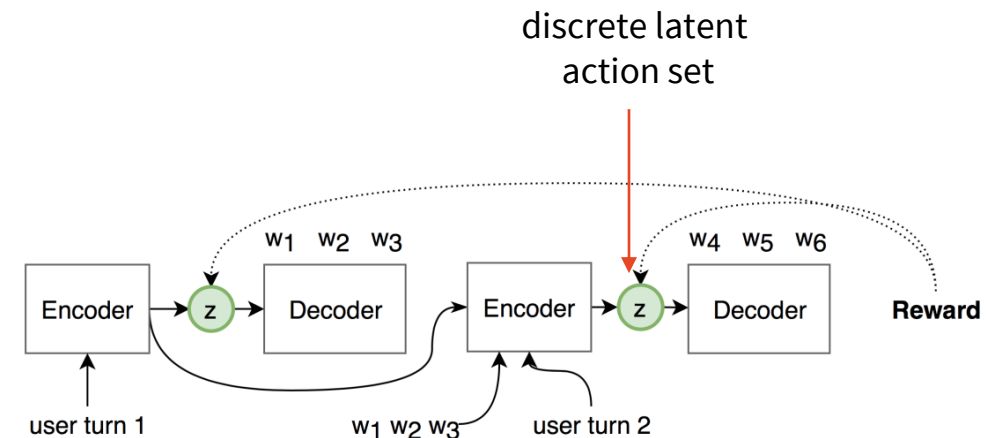 discrete latent
action set
w1 w2 w3
w4 w5 w6
Encoder
z
Decoder
Encoder
z
Decoder
Reward
user turn 1
w1 w2 w3
user turn 2